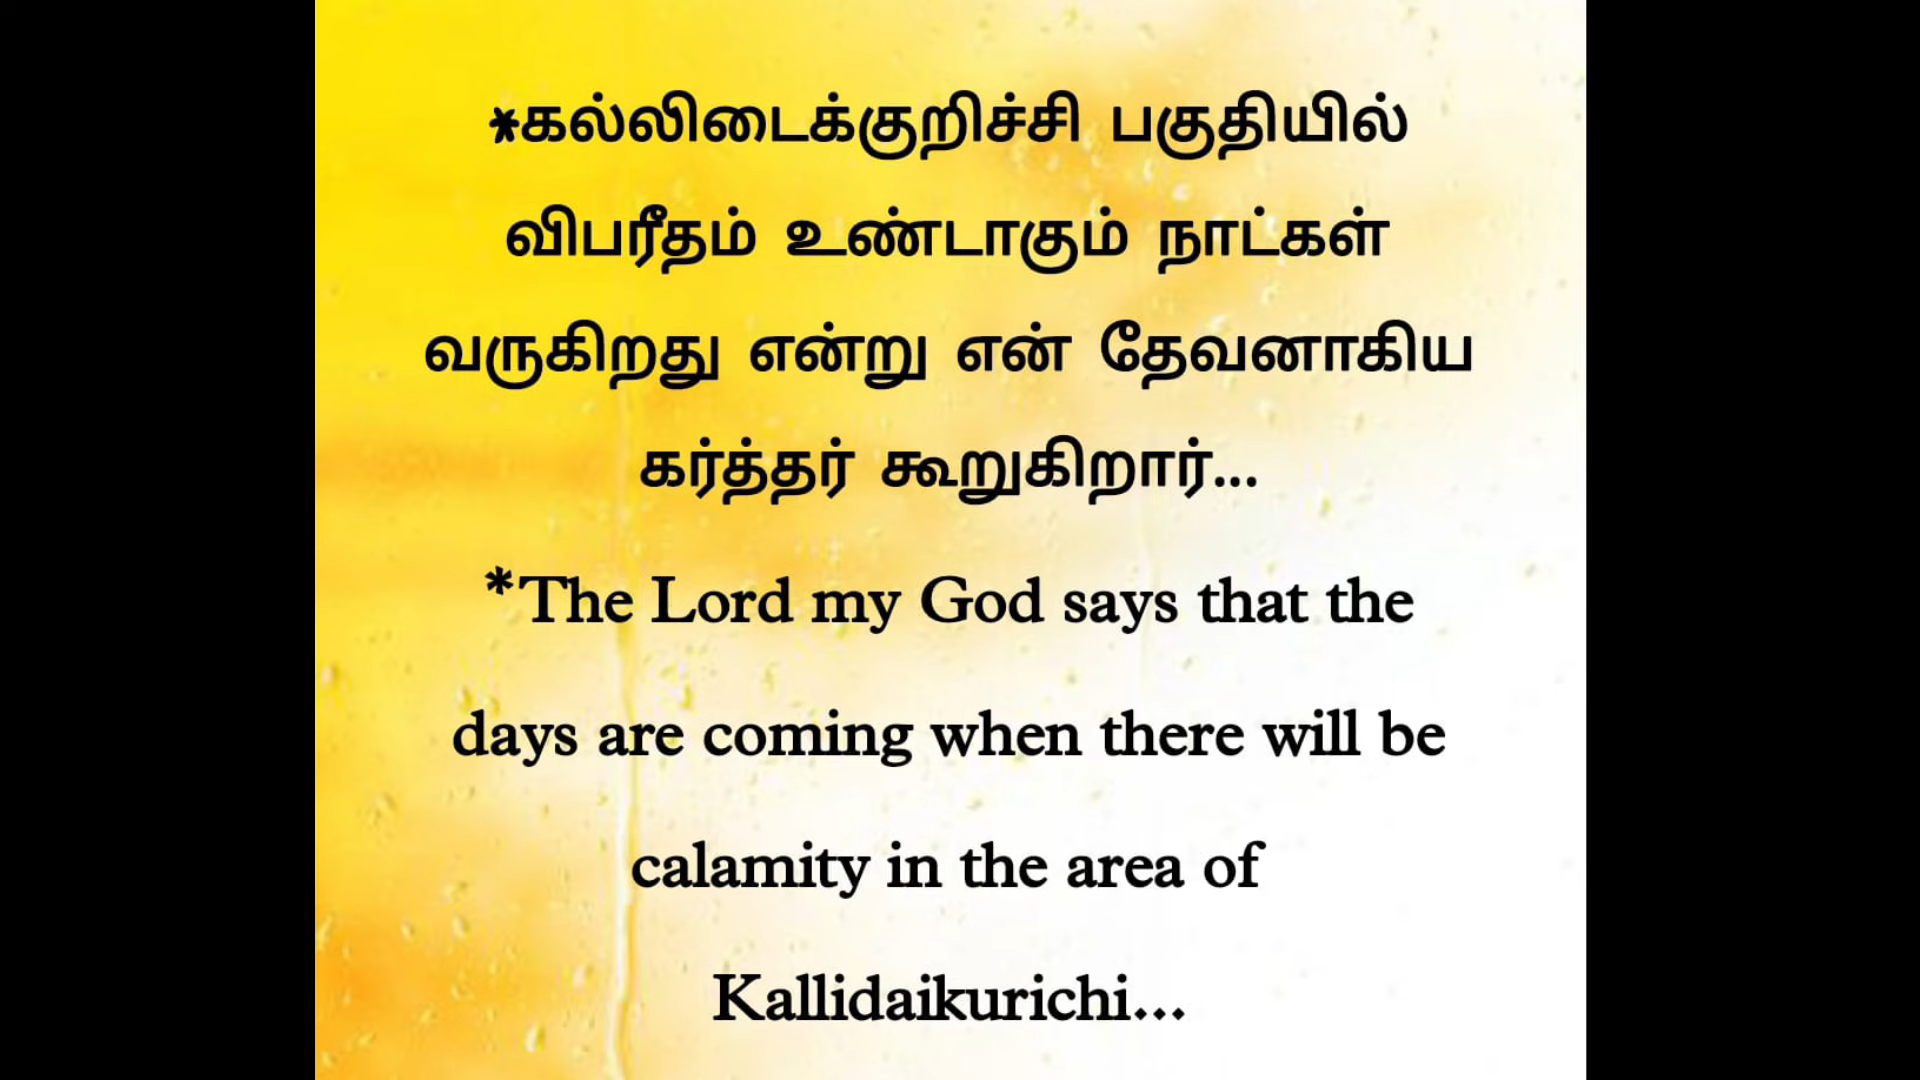 *கல்லிடைக்குறிச்சி பகுதியில்
விபரீதம் உண்டாகும் நாட்கள்
வருகிறது என்று என் தேவனாகிய
கர்த்தர் கூறுகிறார்...
*The Lord my God says that the
days are coming when there will be
calamity in the area of
Kallidaikurichi...